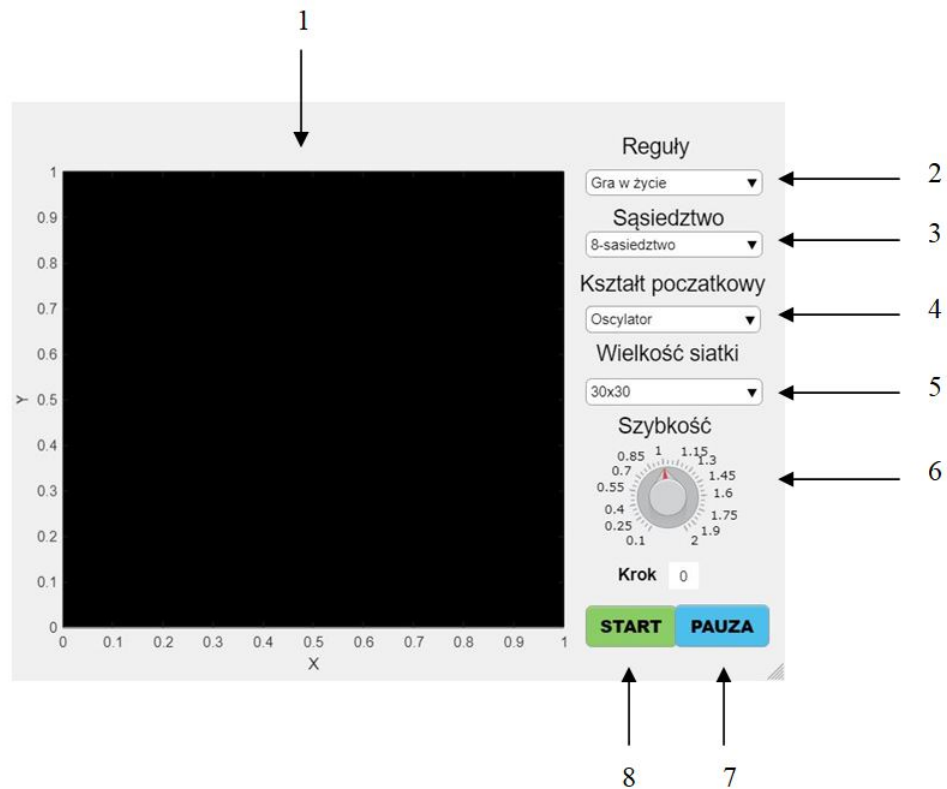 1
Reguły
Gra w życie
2
Sąsiedztwo
8-sasiedztwo
3
Kształt poczatkowy
Oscylator
4
Wielkość siatki
30x30
5
Szybkość
0.1 0.25 0.4 0.55 0.7 0.85 1 1.15 1.3 1.45 1.6 1.75 1.9 2
6
Krok 0
START PAUZA
8 7
1
0.9
0.8
0.7
0.6
0.5
0.4
0.3
0.2
0.1
0
Y
0 0.1 0.2 0.3 0.4 0.5 0.6 0.7 0.8 0.9 1
X